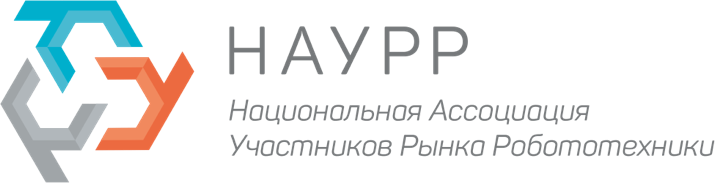 НАУРР
Национальная Ассоциация
Участников Рынка Робототехники